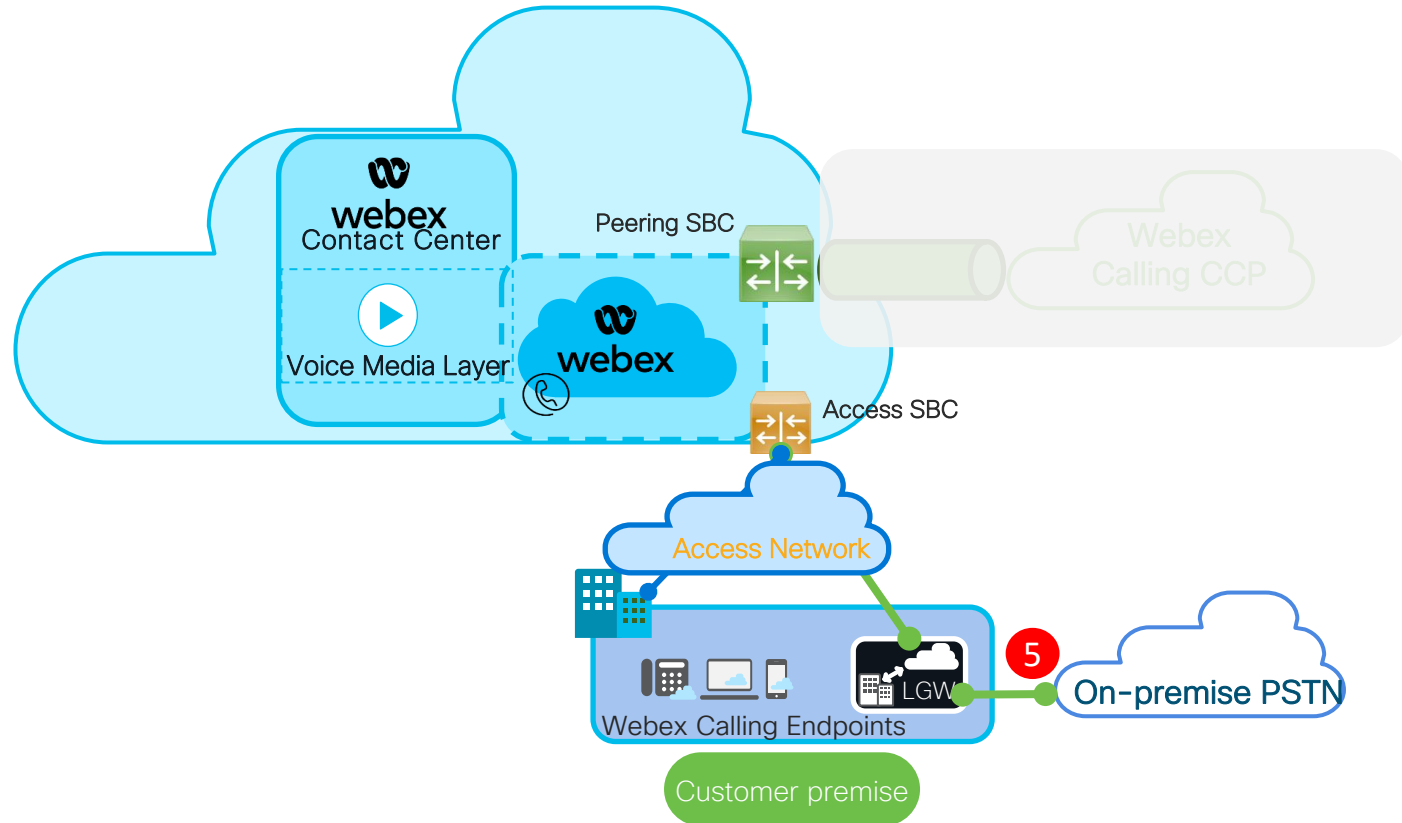 webex
Contact Center
Voice Media Layer
webex
Peering SBC
Webex
Calling CCP
Access SBC
Access Network
LGW
5
On-premise PSTN
Webex Calling Endpoints
Customer premise